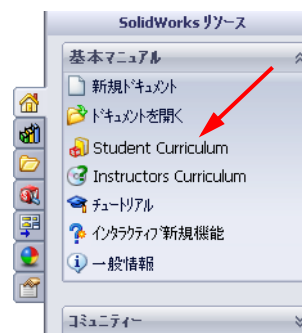 SolidWorks リソース
基本マニュアル
新規ドキュメント
ドキュメントを開く
Student Curriculum
Instructors Curriculum
チュートリアル
インタラクティブ新規機能
一般情報
コミュニティー